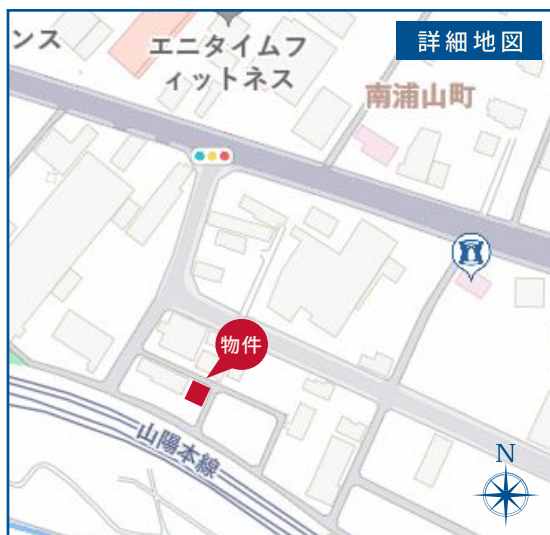 ンス
エニタイムフ
ィットネス
詳細地図
南浦山町
物件
山陽本線
N